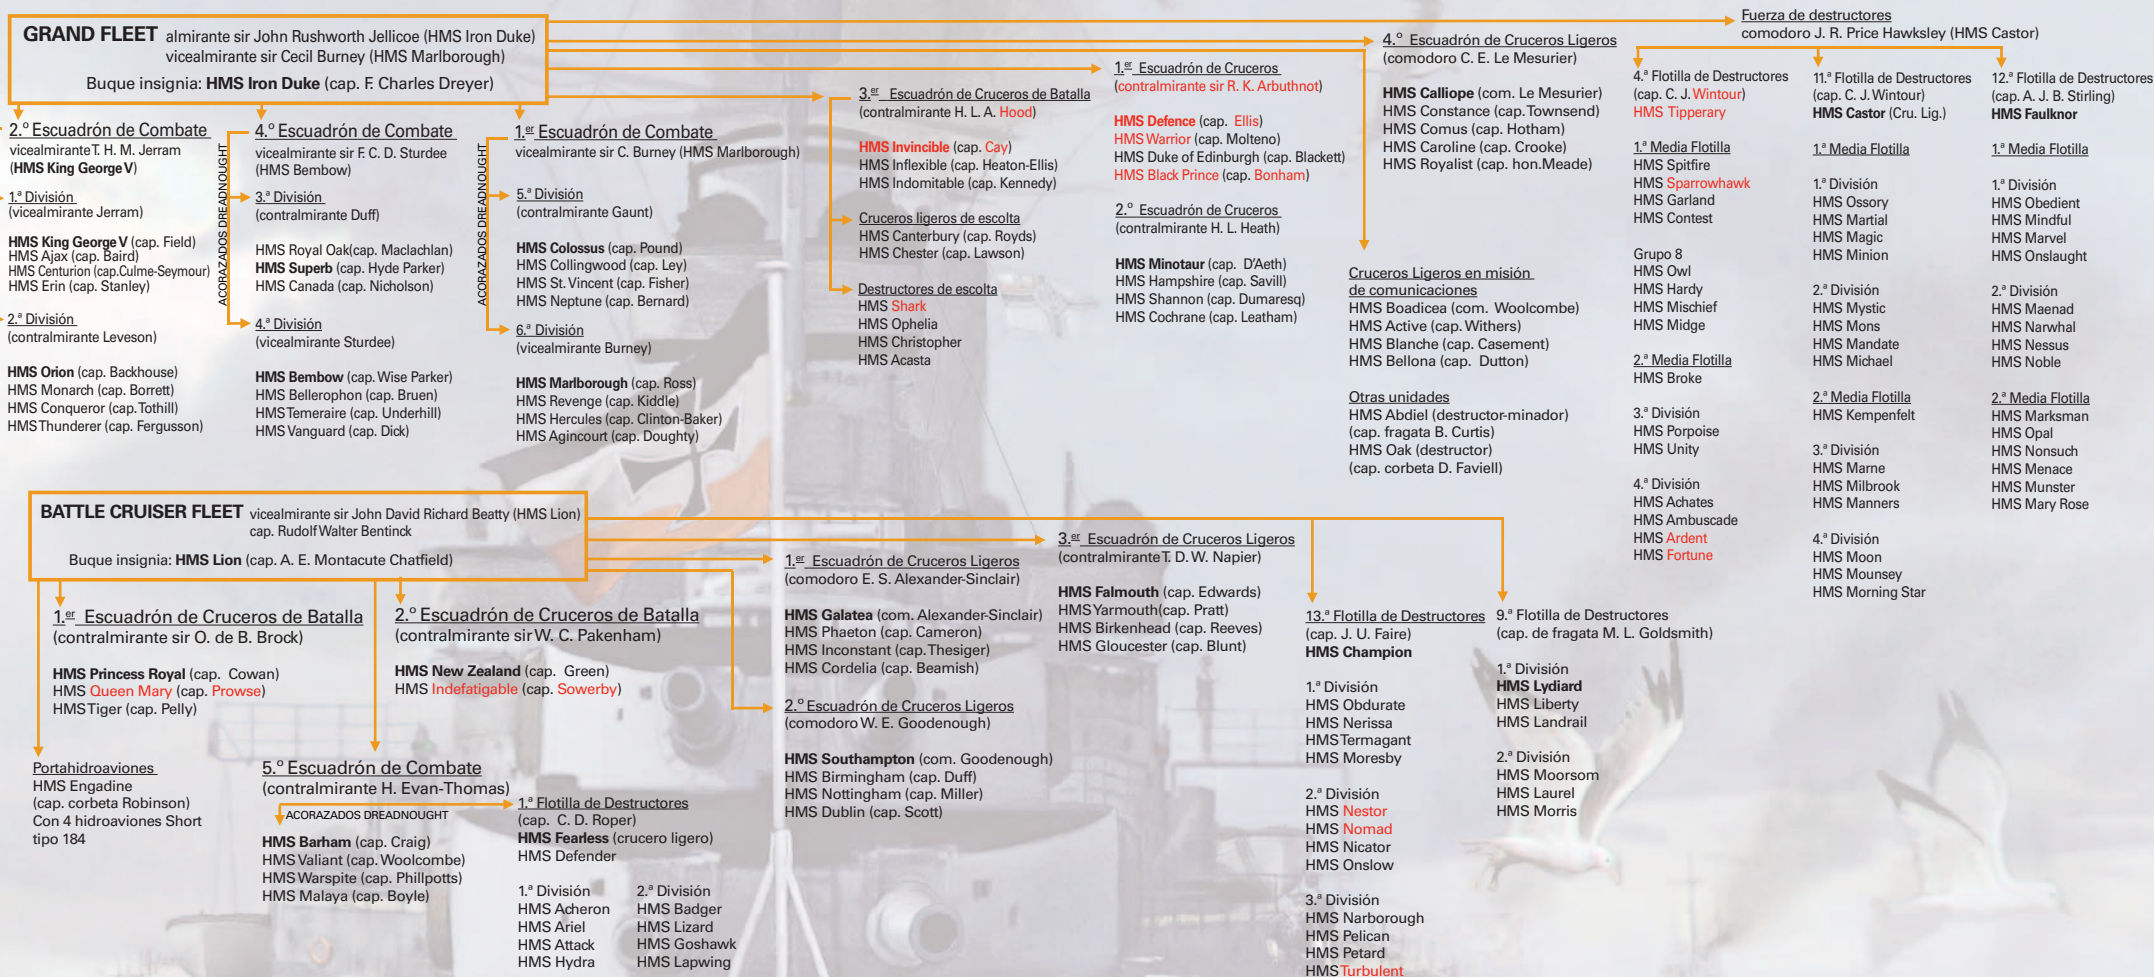 GRAND FLEET almirante sir John Rushworth Jellicoe (HMS Iron Duke)
vicealmirante sir Cecil Burney (HMS Marlborough)
Buque insignia: HMS Iron Duke (cap. F. Charles Dreyer)
2.º Escuadrón de Combate
vicealmirante T. H. M. Jerram
(HMS King George V)
1.ª División
(vicealmirante Jerram)
HMS King George V (cap. Field)
HMS Ajax (cap. Baird)
HMS Centurion (cap.Culme-Seymour)
HMS Erin (cap. Stanley)
2.ª División
(contralmirante Leveson)
HMS Orion (cap. Backhouse)
HMS Monarch (cap. Borrett)
HMS Conqueror (cap. Tothill)
HMS Thunderer (cap. Fergusson)
ACORAZADOS DREADNOUGHT
4.º Escuadrón de Combate
vicealmirante sir F. C. D. Sturdee
(HMS Bembow)
3.ª División
(contralmirante Duff)
HMS Royal Oak(cap. Maclachlan)
HMS Superb (cap. Hyde Parker)
HMS Canada (cap. Nicholson)
4.ª División
(vicealmirante Sturdee)
HMS Bembow (cap. Wise Parker)
HMS Bellerophon (cap. Bruen)
HMS Temeraire (cap. Underhill)
HMS Vanguard (cap. Dick)
ACORAZADOS DREADNOUGHT
1.er Escuadrón de Combate
vicealmirante sir C. Burney (HMS Marlborough)
5.ª División
(contralmirante Gaunt)
HMS Colossus (cap. Pound)
HMS Collingwood (cap. Ley)
HMS St. Vincent (cap. Fisher)
HMS Neptune (cap. Bernard)
6.ª División
(vicealmirante Burney)
HMS Marlborough (cap. Ross)
HMS Revenge (cap. Kiddle)
HMS Hercules (cap. Clinton-Baker)
HMS Agincourt (cap. Doughty)
3.er Escuadrón de Cruceros de Batalla
(contralmirante H. L. A. Hood)
HMS Invincible (cap. Cay)
HMS Inflexible (cap. Heaton-Ellis)
HMS Indomitable (cap. Kennedy)
Cruceros ligeros de escolta
HMS Canterbury (cap. Royds)
HMS Chester (cap. Lawson)
Destructores de escolta
HMS Shark
HMS Ophelia
HMS Christopher
HMS Acasta
1.er Escuadrón de Cruceros
(contralmirante sir R. K. Arbuthnot)
HMS Defence (cap. Ellis)
HMS Warrior (cap. Molteno)
HMS Duke of Edinburgh (cap. Blackett)
HMS Black Prince (cap. Bonham)
2.º Escuadrón de Cruceros
(contralmirante H. L. Heath)
HMS Minotaur (cap. D'Aeth)
HMS Hampshire (cap. Savill)
HMS Shannon (cap. Dumaresq)
HMS Cochrane (cap. Leatham)
4.º Escuadrón de Cruceros Ligeros
(comodoro C. E. Le Mesurier)
HMS Calliope (com. Le Mesurier)
HMS Constance (cap. Townsend)
HMS Comus (cap. Hotham)
HMS Caroline (cap. Crooke)
HMS Royalist (cap. hon.Meade)
Cruceros Ligeros en misión
de comunicaciones
HMS Boadicea (com. Woolcombe)
HMS Active (cap. Withers)
HMS Blanche (cap. Casement)
HMS Bellona (cap. Dutton)
Otras unidades
HMS Abdiel (destructor-minador)
(cap. fragata B. Curtis)
HMS Oak (destructor)
(cap. corbeta D. Faviell)
Fuerza de destructores
comodoro J. R. Price Hawksley (HMS Castor)
4.ª Flotilla de Destructores
(cap. C. J. Wintour)
HMS Tipperary
1.ª Media Flotilla
HMS Spitfire
HMS Sparrowhawk
HMS Garland
HMS Contest
Grupo 8
HMS Owl
HMS Hardy
HMS Mischief
HMS Midge
2.ª Media Flotilla
HMS Broke
3.ª División
HMS Porpoise
HMS Unity
4.ª División
HMS Achates
HMS Ambuscade
HMS Ardent
HMS Fortune
11.ª Flotilla de Destructores
(cap. C. J. Wintour)
HMS Castor (Cru. Lig.)
1.ª Media Flotilla
1.ª División
HMS Ossory
HMS Martial
HMS Magic
HMS Minion
2.ª División
HMS Mystic
HMS Mons
HMS Mandate
HMS Michael
2.ª Media Flotilla
HMS Kempenfelt
3.ª División
HMS Marne
HMS Milbrook
HMS Manners
4.ª División
HMS Moon
HMS Mounsey
HMS Morning Star
12.ª Flotilla de Destructores
(cap. A. J. B. Stirling)
HMS Faulknor
1.ª Media Flotilla
1.ª División
HMS Obedient
HMS Mindful
HMS Marvel
HMS Onslaught
2.ª División
HMS Maenad
HMS Narwhal
HMS Nessus
HMS Noble
2.ª Media Flotilla
HMS Marksman
HMS Opal
HMS Nonsuch
HMS Menace
HMS Munster
HMS Mary Rose
BATTLE CRUISER FLEET vicealmirante sir John David Richard Beatty (HMS Lion)
cap. Rudolf Walter Bentinck
Buque insignia: HMS Lion (cap. A. E. Montacute Chatfield)
1.er Escuadrón de Cruceros de Batalla
(contralmirante sir O. de B. Brock)
HMS Princess Royal (cap. Cowan)
HMS Queen Mary (cap. Prowse)
HMS Tiger (cap. Pelly)
2.º Escuadrón de Cruceros de Batalla
(contralmirante sir W. C. Pakenham)
HMS New Zealand (cap. Green)
HMS Indefatigable (cap. Sowerby)
Portahidroaviones
HMS Engadine
(cap. corbeta Robinson)
Con 4 hidroaviones Short
tipo 184
5.º Escuadrón de Combate
(contralmirante H. Evan-Thomas)
ACORAZADOS DREADNOUGHT
HMS Barham (cap. Craig)
HMS Valiant (cap. Woolcombe)
HMS Warspite (cap. Phillpotts)
HMS Malaya (cap. Boyle)
1.ª Flotilla de Destructores
(cap. C. D. Roper)
HMS Fearless (crucero ligero)
HMS Defender
1.ª División
HMS Acheron
HMS Ariel
HMS Attack
HMS Hydra
2.ª División
HMS Badger
HMS Lizard
HMS Goshawk
HMS Lapwing
1.er Escuadrón de Cruceros Ligeros
(comodoro E. S. Alexander-Sinclair)
HMS Galatea (com. Alexander-Sinclair)
HMS Phaeton (cap. Cameron)
HMS Inconstant (cap. Thesiger)
HMS Cordelia (cap. Beamish)
2.º Escuadrón de Cruceros Ligeros
(comodoro W. E. Goodenough)
HMS Southampton (com. Goodenough)
HMS Birmingham (cap. Duff)
HMS Nottingham (cap. Miller)
HMS Dublin (cap. Scott)
3.er Escuadrón de Cruceros Ligeros
(contralmirante T. D. W. Napier)
HMS Falmouth (cap. Edwards)
HMS Yarmouth(cap. Pratt)
HMS Birkenhead (cap. Reeves)
HMS Gloucester (cap. Blunt)
13.ª Flotilla de Destructores
(cap. J. U. Faire)
HMS Champion
1.ª División
HMS Obdurate
HMS Nerissa
HMS Termagant
HMS Moresby
2.ª División
HMS Nestor
HMS Nomad
HMS Nicator
HMS Onslow
3.ª División
HMS Narborough
HMS Pelican
HMS Petard
HMS Turbulent
9.ª Flotilla de Destructores
(cap. de fragata M. L. Goldsmith)
1.ª División
HMS Lydiard
HMS Liberty
HMS Landrail
2.ª División
HMS Moorsom
HMS Laurel
HMS Morris